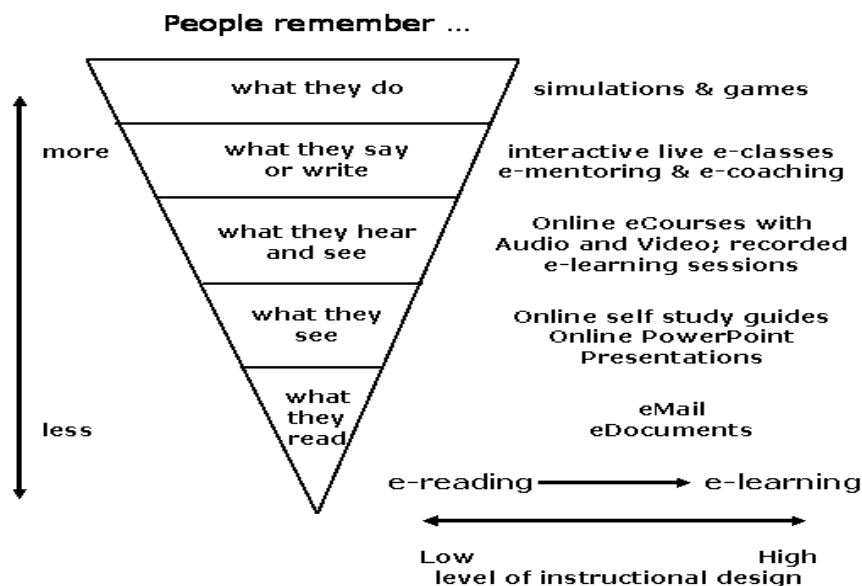 People remember ...
what they do
simulations & games
more
what they say
or write
interactive live e-classes
e-mentoring & e-coaching
what they hear
and see
Online eCourses with
Audio and Video; recorded
e-learning sessions
what they
see
Online self study guides
Online PowerPoint
Presentations
what
they
read
less
eMail
eDocuments
e-reading
e-learning
Low
High
level of instructional design